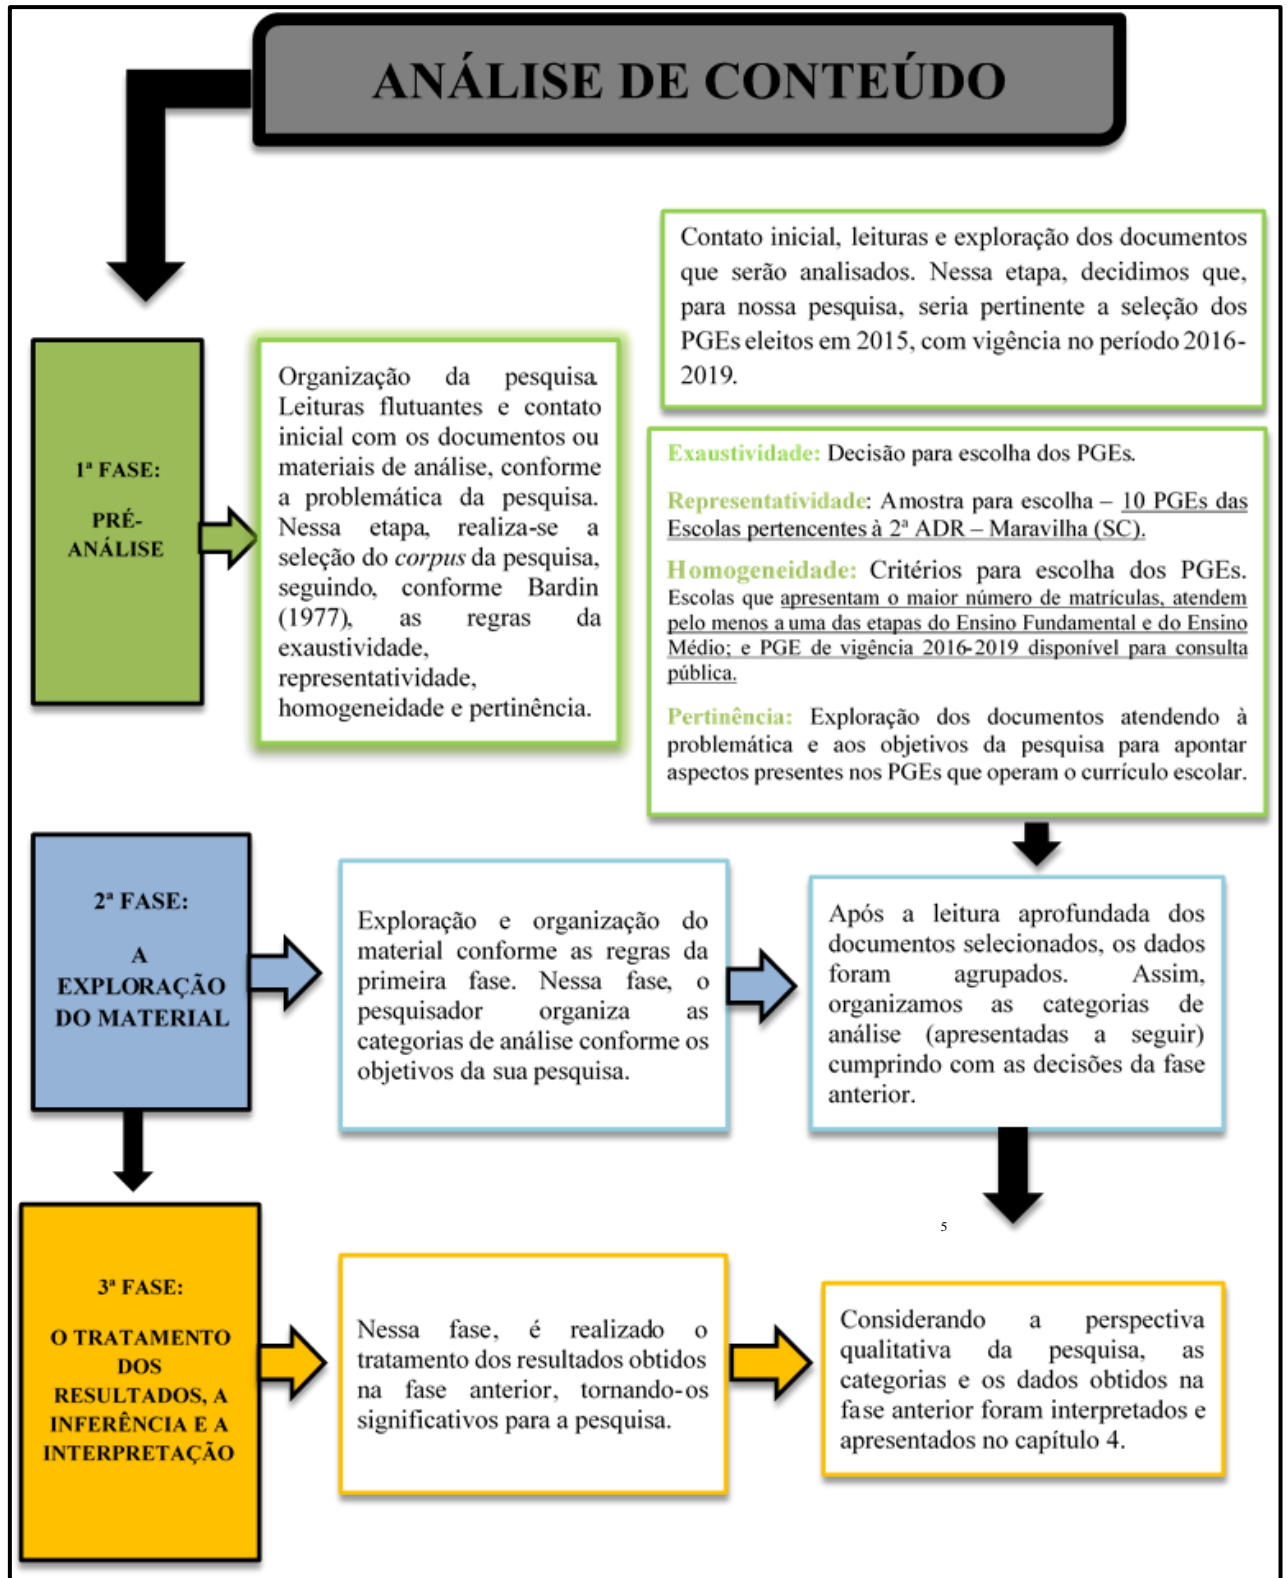 ANÁLISE DE CONTEÚDO
Contato inicial, leituras e exploração dos documentos
que serão analisados. Nessa etapa, decidimos que,
para nossa pesquisa, seria pertinente a seleção dos
PGEs eleitos em 2015, com vigência no período 2016-
2019.
1ª FASE:
PRÉ-
ANÁLISE
Organização da pesquisa.
Leituras flutuantes e contato
inicial com os documentos ou
materiais de análise, conforme
a problemática da pesquisa.
Nessa etapa, realiza-se a
seleção do corpus da pesquisa,
seguindo, conforme Bardin
(1977), as regras da
exaustividade,
representatividade,
homogeneidade e pertinência.
Exaustividade: Decisão para escolha dos PGEs.
Representatividade: Amostra para escolha – 10 PGEs das
Escolas pertencentes à 2ª ADR – Maravilha (SC).
Homogeneidade: Critérios para escolha dos PGEs.
Escolas que apresentam o maior número de matrículas, atendem
pelo menos a uma das etapas do Ensino Fundamental e do Ensino
Médio; e PGE de vigência 2016-2019 disponível para consulta
pública.
Pertinência: Exploração dos documentos atendendo à
problemática e aos objetivos da pesquisa para apontar
aspectos presentes nos PGEs que operam o currículo escolar.
2ª FASE:
A
EXPLORAÇÃO
DO MATERIAL
Exploração e organização do
material conforme as regras da
primeira fase. Nessa fase, o
pesquisador organiza as
categorias de análise conforme os
objetivos da sua pesquisa.
Após a leitura aprofundada dos
documentos selecionados, os dados
foram agrupados. Assim,
organizamos as categorias de
análise (apresentadas a seguir)
cumprindo com as decisões da fase
anterior.
5
3ª FASE:
O TRATAMENTO
DOS
RESULTADOS, A
INFERÊNCIA E A
INTERPRETAÇÃO
Nessa fase, é realizado o
tratamento dos resultados obtidos
na fase anterior, tornando-os
significativos para a pesquisa.
Considerando a perspectiva
qualitativa da pesquisa, as
categorias e os dados obtidos na
fase anterior foram interpretados e
apresentados no capítulo 4.